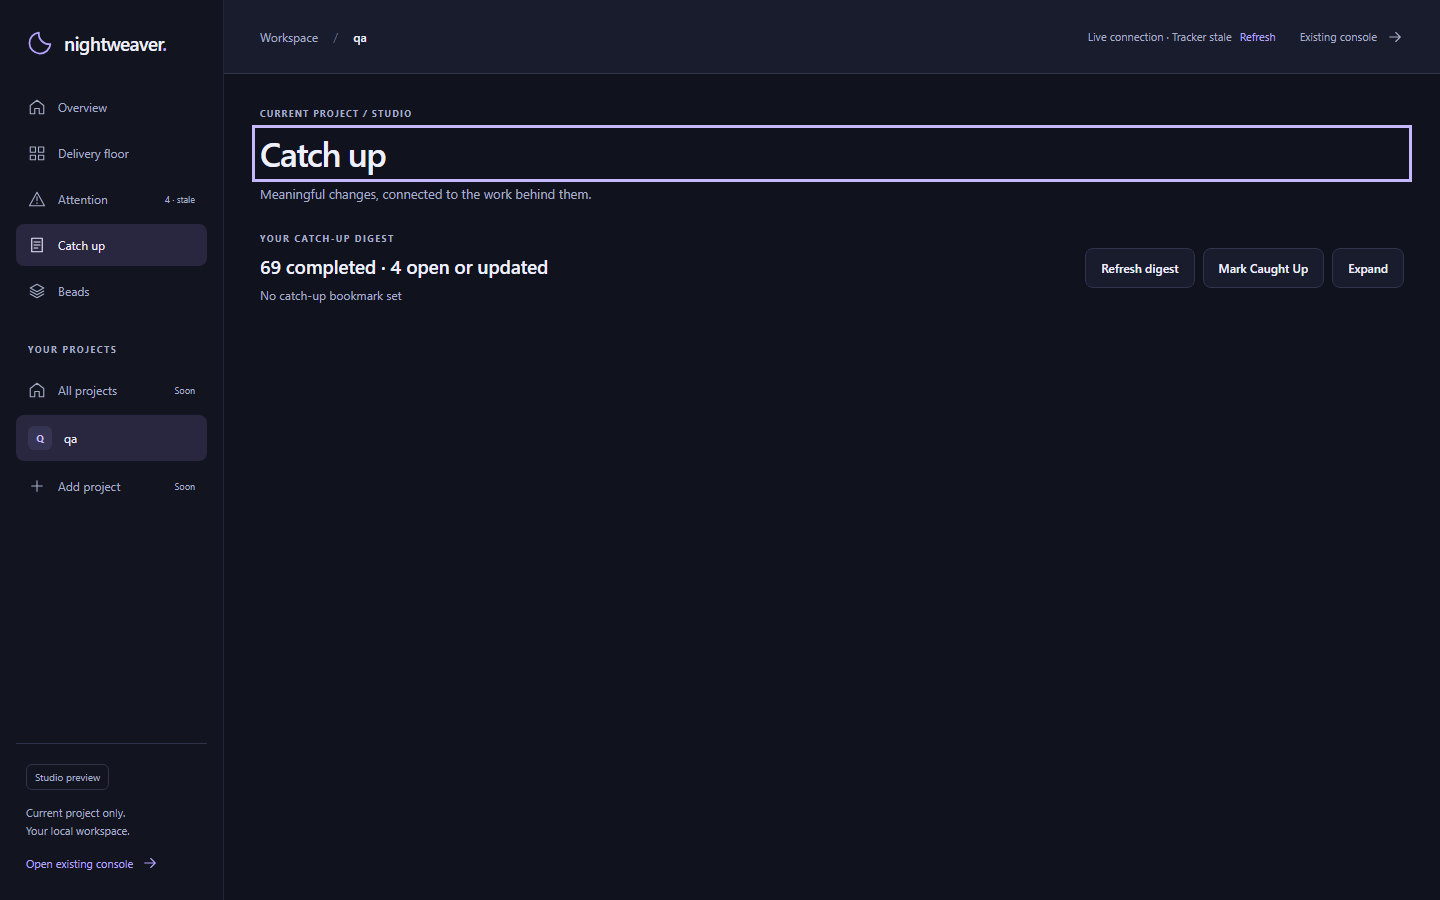 nightweaver.
Overview
Delivery floor
Attention 4 · stale
Catch up
Beads
YOUR PROJECTS
All projects Soon
Q qa
Add project Soon
Studio preview
Current project only.
Your local workspace.
Open existing console
Workspace / qa
Live connection · Tracker stale Refresh Existing console
CURRENT PROJECT / STUDIO
Catch up
Meaningful changes, connected to the work behind them.
YOUR CATCH-UP DIGEST
69 completed · 4 open or updated
No catch-up bookmark set
Refresh digest Mark Caught Up Expand